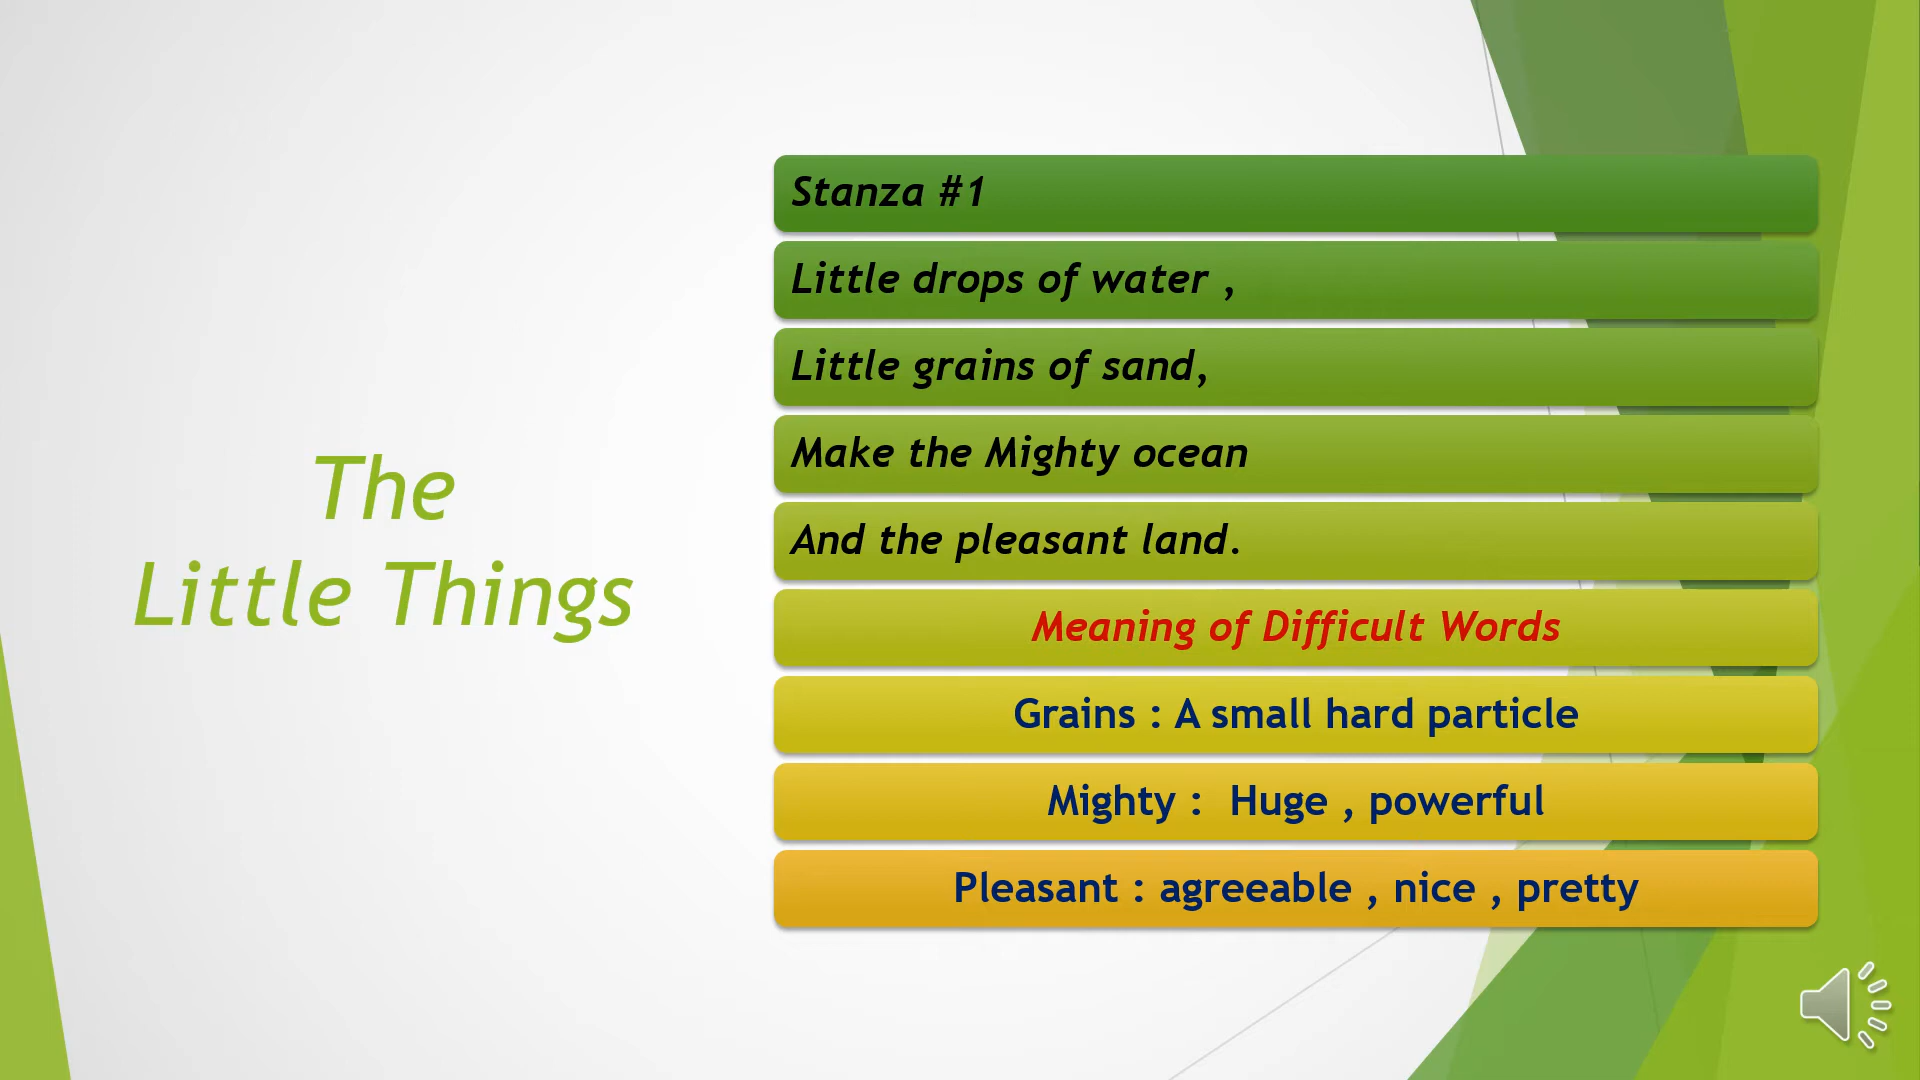 The
Little Things
Stanza #1
Little drops of water ,
Little grains of sand,
Make the Mighty ocean
And the pleasant land.
Meaning of Difficult Words
Grains : A small hard particle
Mighty :  Huge , powerful
Pleasant : agreeable , nice , pretty